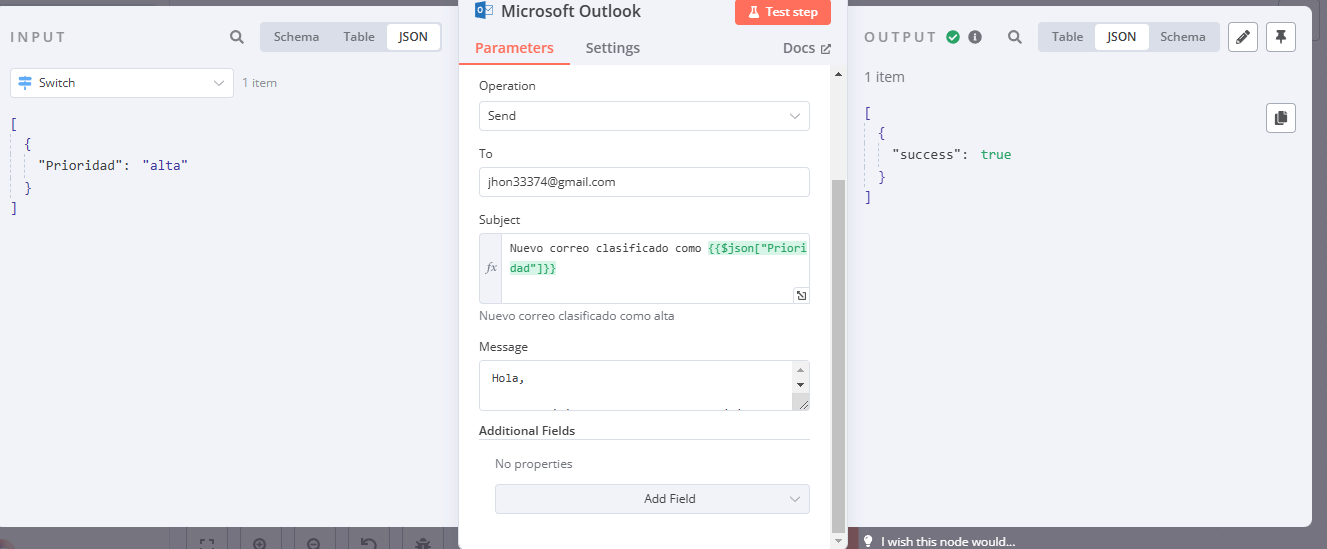 INPUT
Schema
Table
JSON
Switch
1 item
[
{
"Prioridad": "alta"
}
]
Microsoft Outlook
Test step
Parameters
Settings
Docs
Operation
Send
To
jhon33374@gmail.com
Subject
fx
Nuevo correo clasificado como {{$json["Priori
dad"]}}
Nuevo correo clasificado como alta
Message
Hola,
Additional Fields
No properties
Add Field
OUTPUT
Table
JSON
Schema
1 item
[
{
"success": true
}
]
I wish this node would...